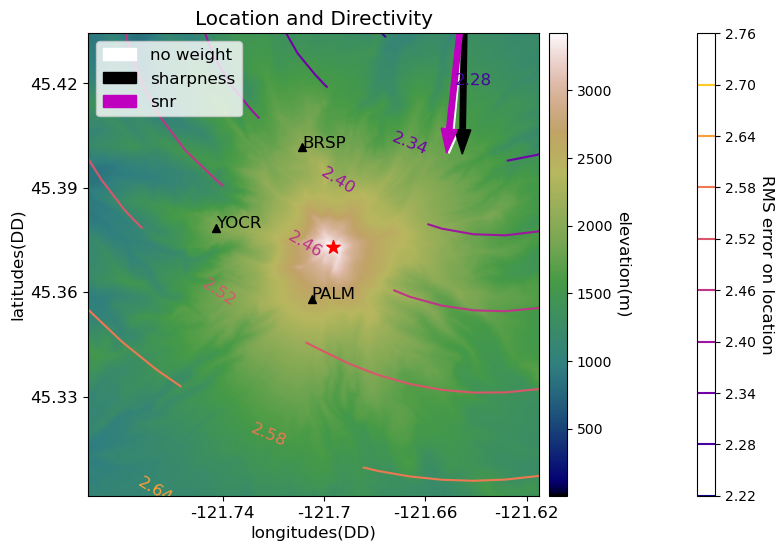 Location and Directivity
no weight
sharpness
snr
45.42
45.39
45.36
45.33
latitudes(DD)
BRSP
YOCR
PALM
2.28
2.34
2.40
2.46
2.52
2.58
2.64
-121.74
-121.7
-121.66
-121.62
longitudes(DD)
3000
2500
2000
1500
1000
500
elevation(m)
2.76
2.70
2.64
2.58
2.52
2.46
2.40
2.34
2.28
2.22
RMS error on location